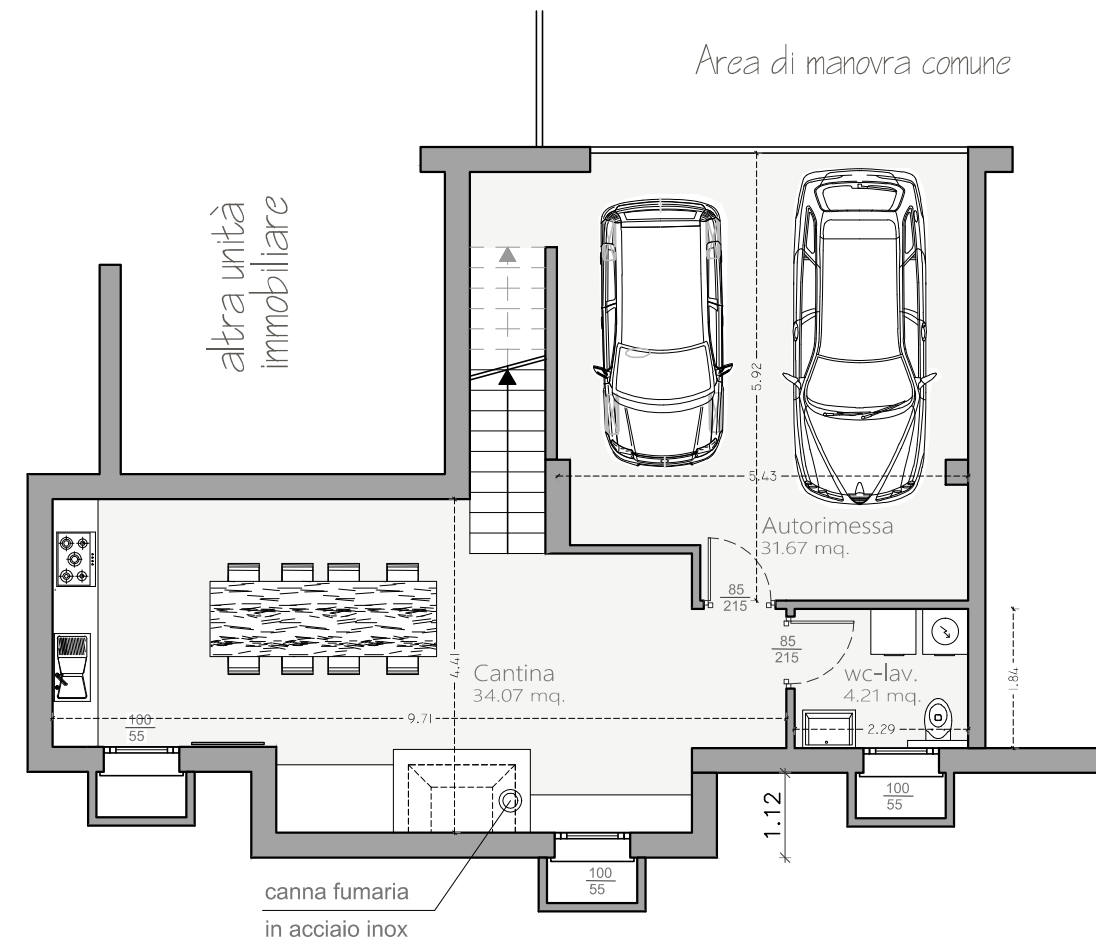 Area di manovra comune
altra unità
immobiliare
5.92
5.43
Autorimessa
31.67 mq.
85
215
85
215
Cantina
34.07 mq.
4.41
wc-lav.
4.21 mq.
1.84
9.71
2.29
100
55
100
55
1.12
100
55
canna fumaria
in acciaio inox